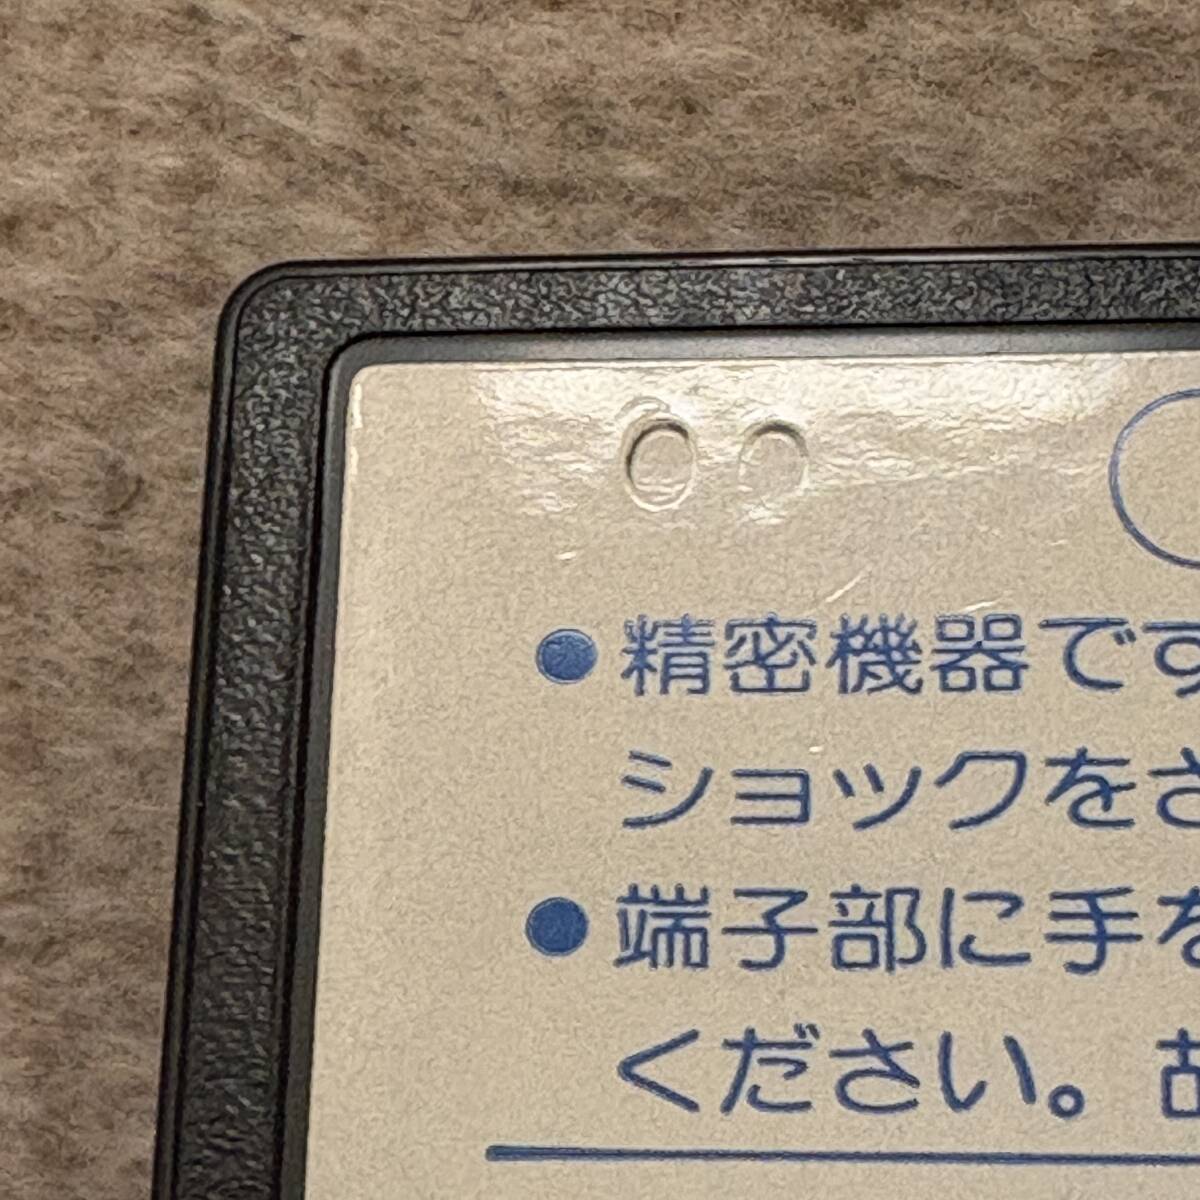 00
●精密機器です
ショックをさ
●端子部に手を
ください。故